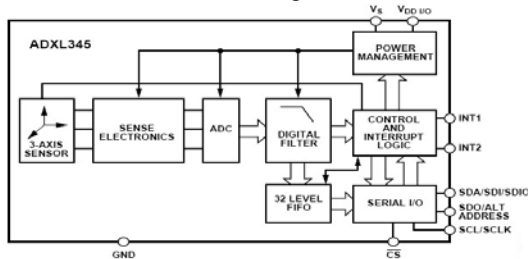 VS
VDD I/O
ADXL345
POWER
MANAGEMENT
3-AXIS
SENSOR
SENSE
ELECTRONICS
ADC
DIGITAL
FILTER
CONTROL
AND
INTERRUPT
LOGIC
INT1
INT2
32 LEVEL
FIFO
SERIAL I/O
SDA/SDI/SDIO
SDO/ALT
ADDRESS
SCL/SCLK
GND
CS